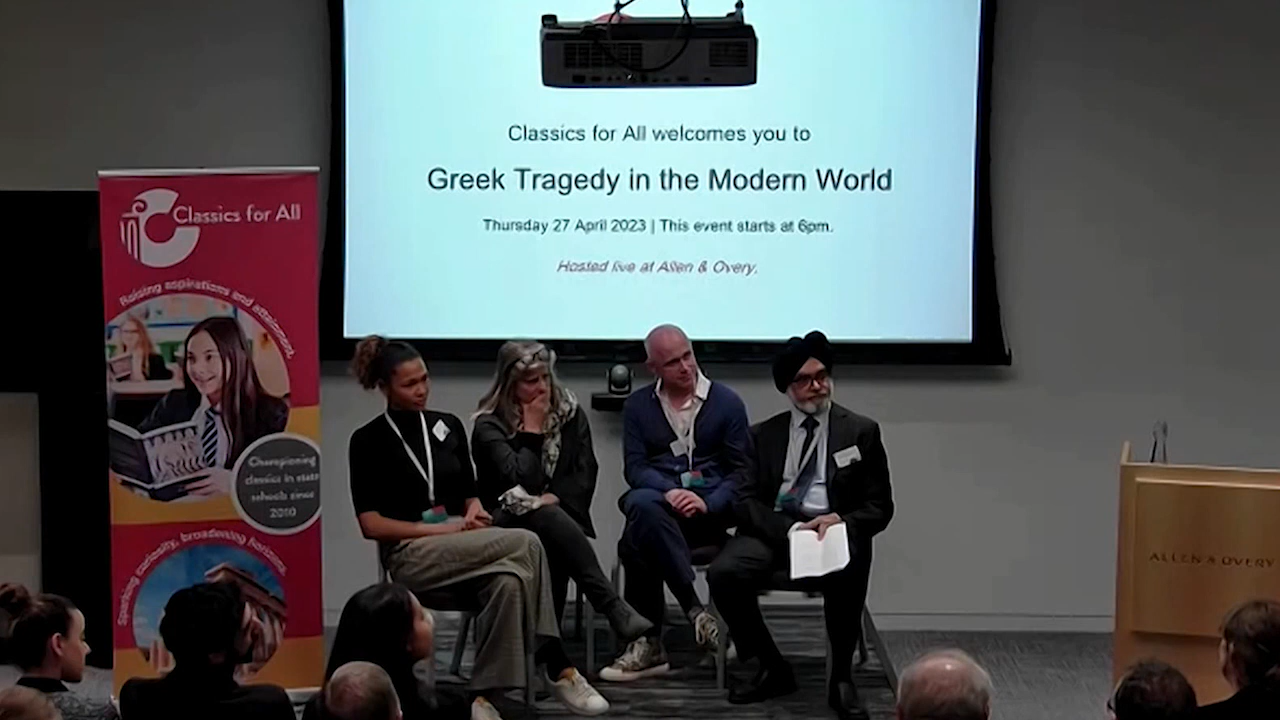 Classics for All welcomes you to
Greek Tragedy in the Modern World
Thursday 27 April 2023 | This event starts at 6pm.
Hosted live at Allen & Overy.
Classics for All
Raising aspirations and attainment,
Championing
classics in state
schools since
2010
Sparking curiosity, broadening horizons.
ALLEN & OVERY